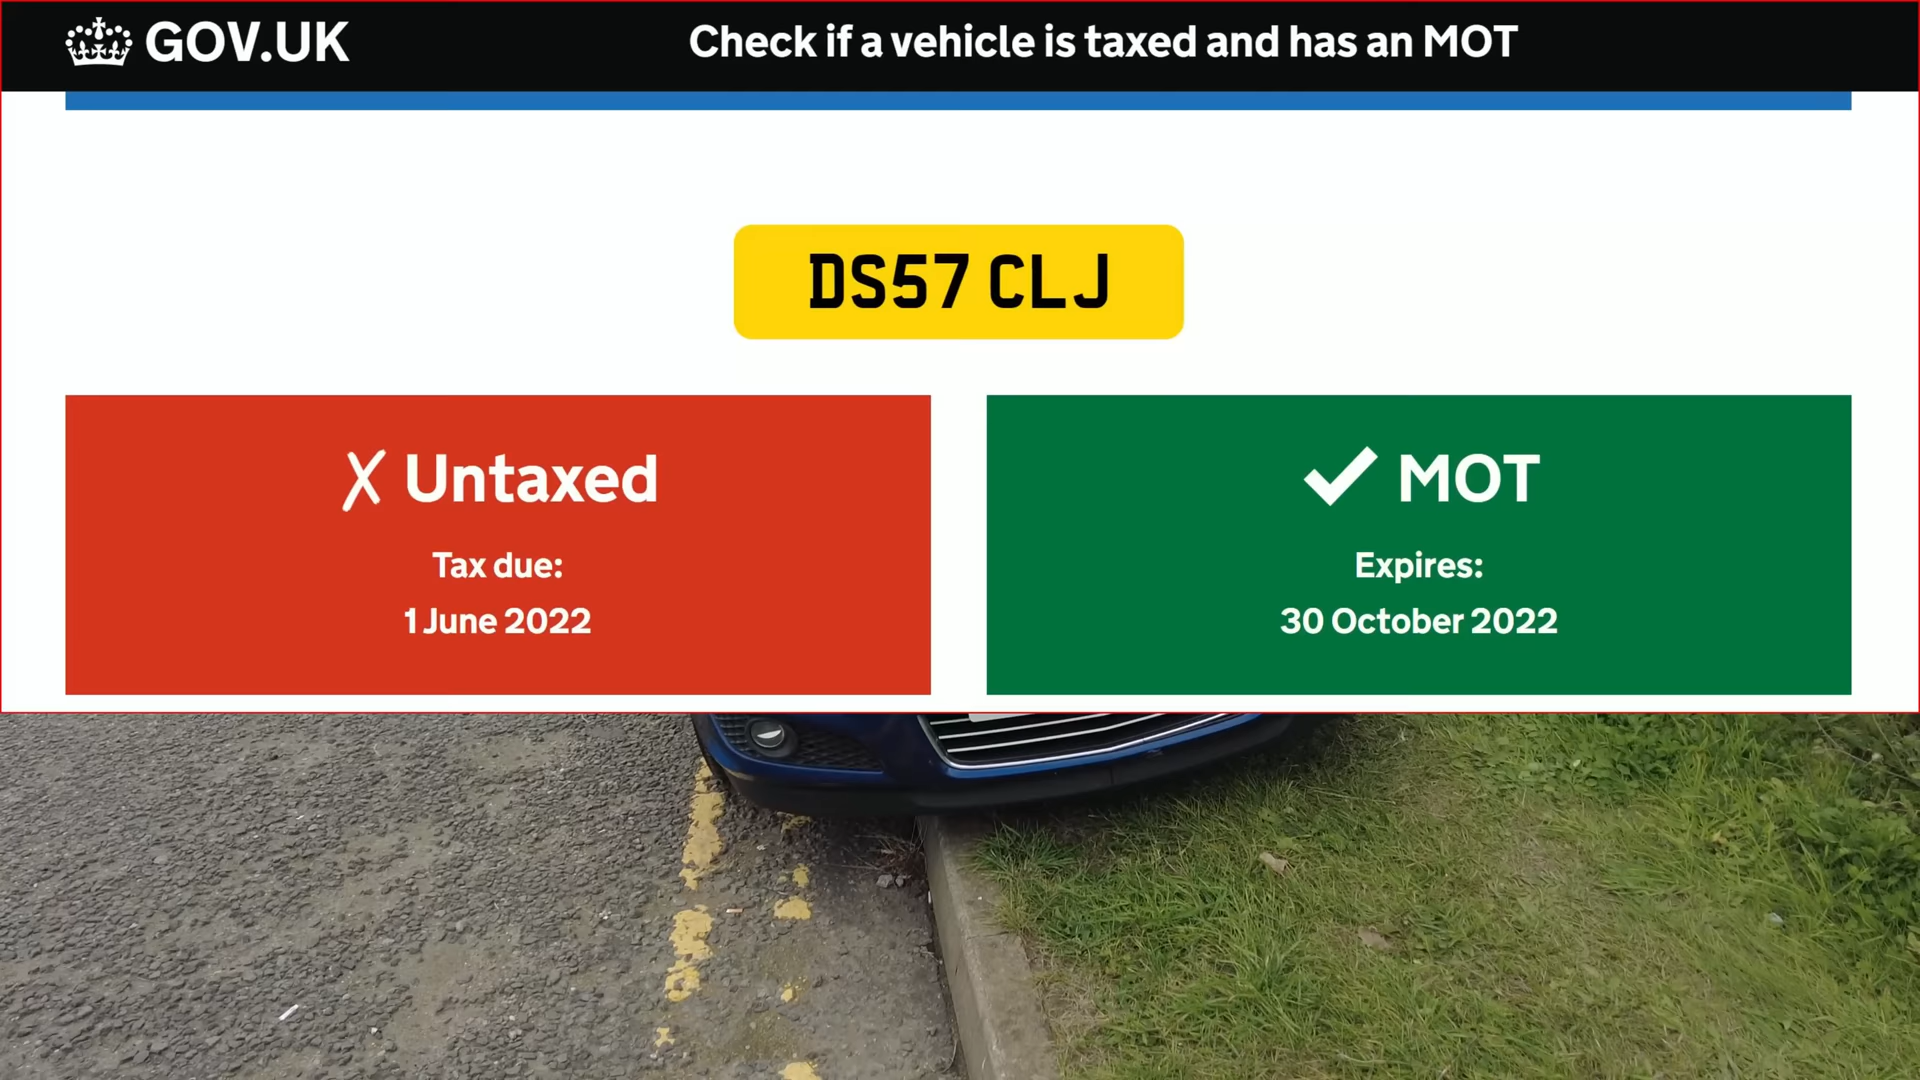 GOV.UK
Check if a vehicle is taxed and has an MOT
DS57 CLJ
✗ Untaxed
Tax due:
1 June 2022
✓ MOT
Expires:
30 October 2022